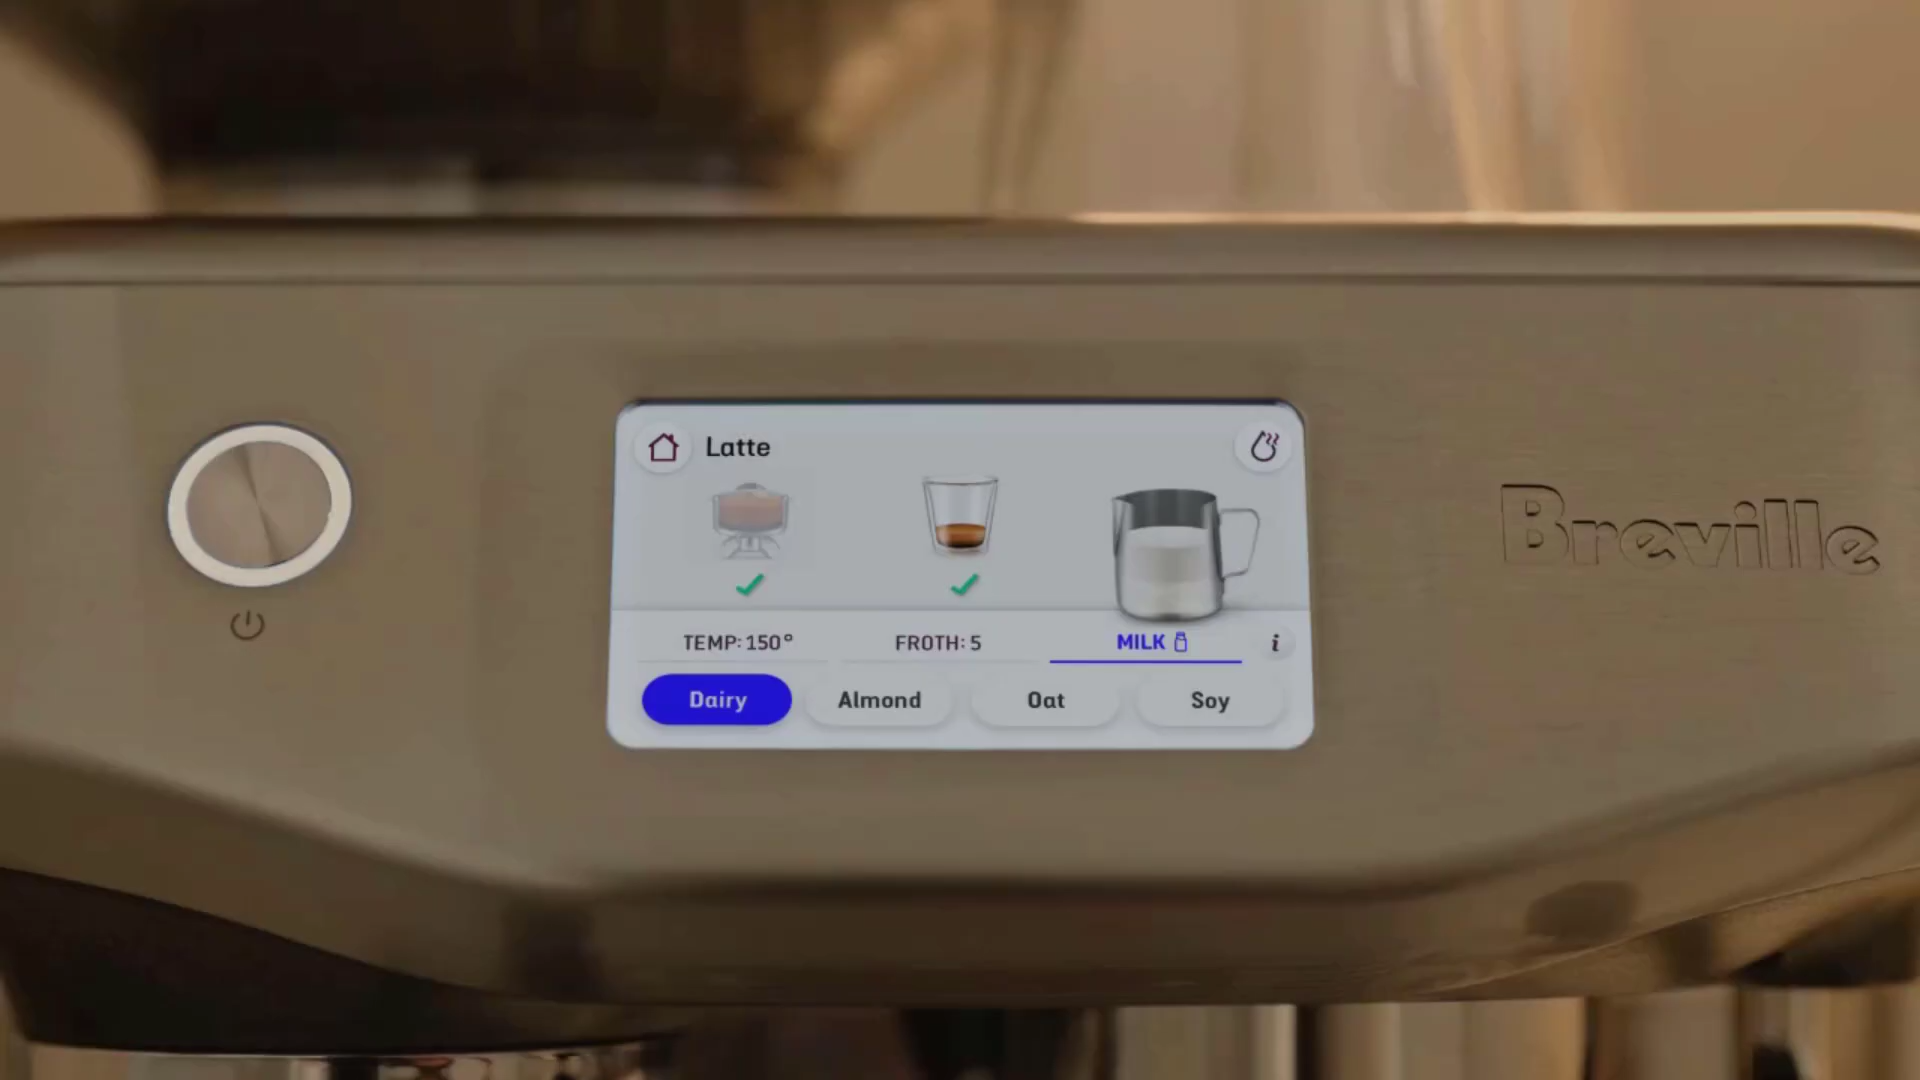 Latte
TEMP: 150°
FROTH: 5
MILK
i
Dairy
Almond
Oat
Soy
Breville